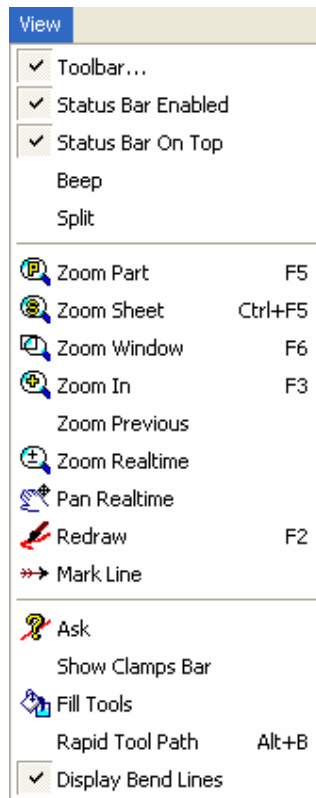 View
Toolbar...
Status Bar Enabled
Status Bar On Top
Beep
Split
Zoom Part F5
Zoom Sheet Ctrl+F5
Zoom Window F6
Zoom In F3
Zoom Previous
Zoom Realtime
Pan Realtime
Redraw F2
Mark Line
Ask
Show Clamps Bar
Fill Tools
Rapid Tool Path Alt+B
Display Bend Lines